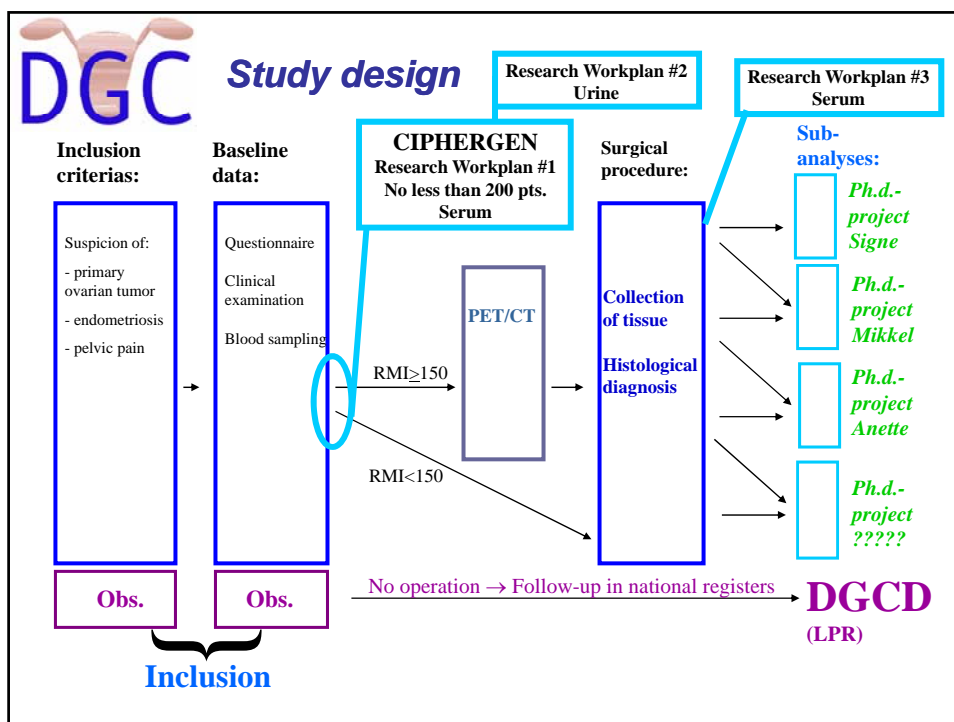 DGC
Study design
Research Workplan #2
Urine
Research Workplan #3
Serum
CIPHERGEN
Research Workplan #1
No less than 200 pts.
Serum
Inclusion
criterias:
Baseline
data:
Surgical
procedure:
Sub-
analyses:
Suspicion of:
- primary
ovarian tumor
- endometriosis
- pelvic pain
Questionnaire
Clinical
examination
Blood sampling
RMI≥150
RMI<150
PET/CT
Collection
of tissue
Histological
diagnosis
Ph.d.-
project
Signe
Ph.d.-
project
Mikkel
Ph.d.-
project
Anette
Ph.d.-
project
?????
Obs.
Obs.
No operation → Follow-up in national registers
DGCD
(LPR)
Inclusion